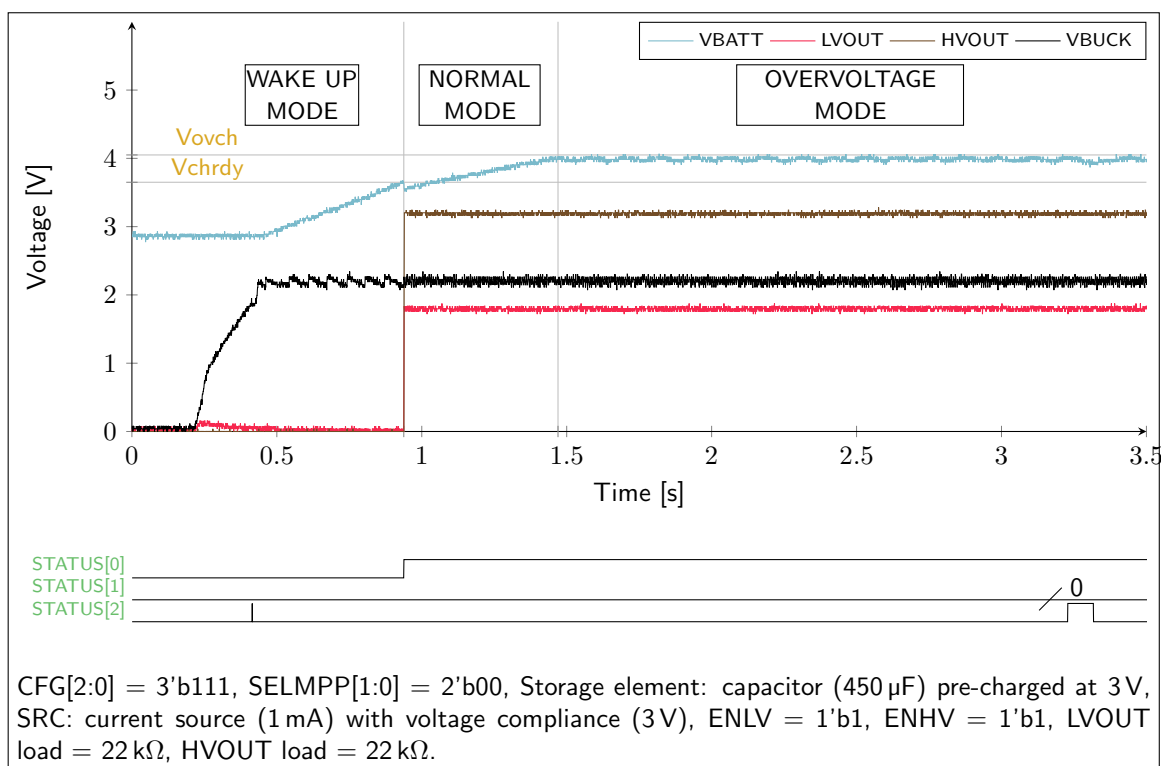 VBATT LVOUT HVOUT VBUCK
WAKE UP
MODE
NORMAL
MODE
OVERVOLTAGE
MODE
Vovch
Vchrdy
Voltage [V]
5
4
3
2
1
0
0 0.5 1 1.5 2 2.5 3 3.5
Time [s]
STATUS[0]
STATUS[1]
STATUS[2]
0
CFG[2:0] = 3'b111, SELMPP[1:0] = 2'b00, Storage element: capacitor (450 µF) pre-charged at 3 V,
SRC: current source (1 mA) with voltage compliance (3 V), ENLV = 1'b1, ENHV = 1'b1, LVOUT
load = 22 kΩ, HVOUT load = 22 kΩ.